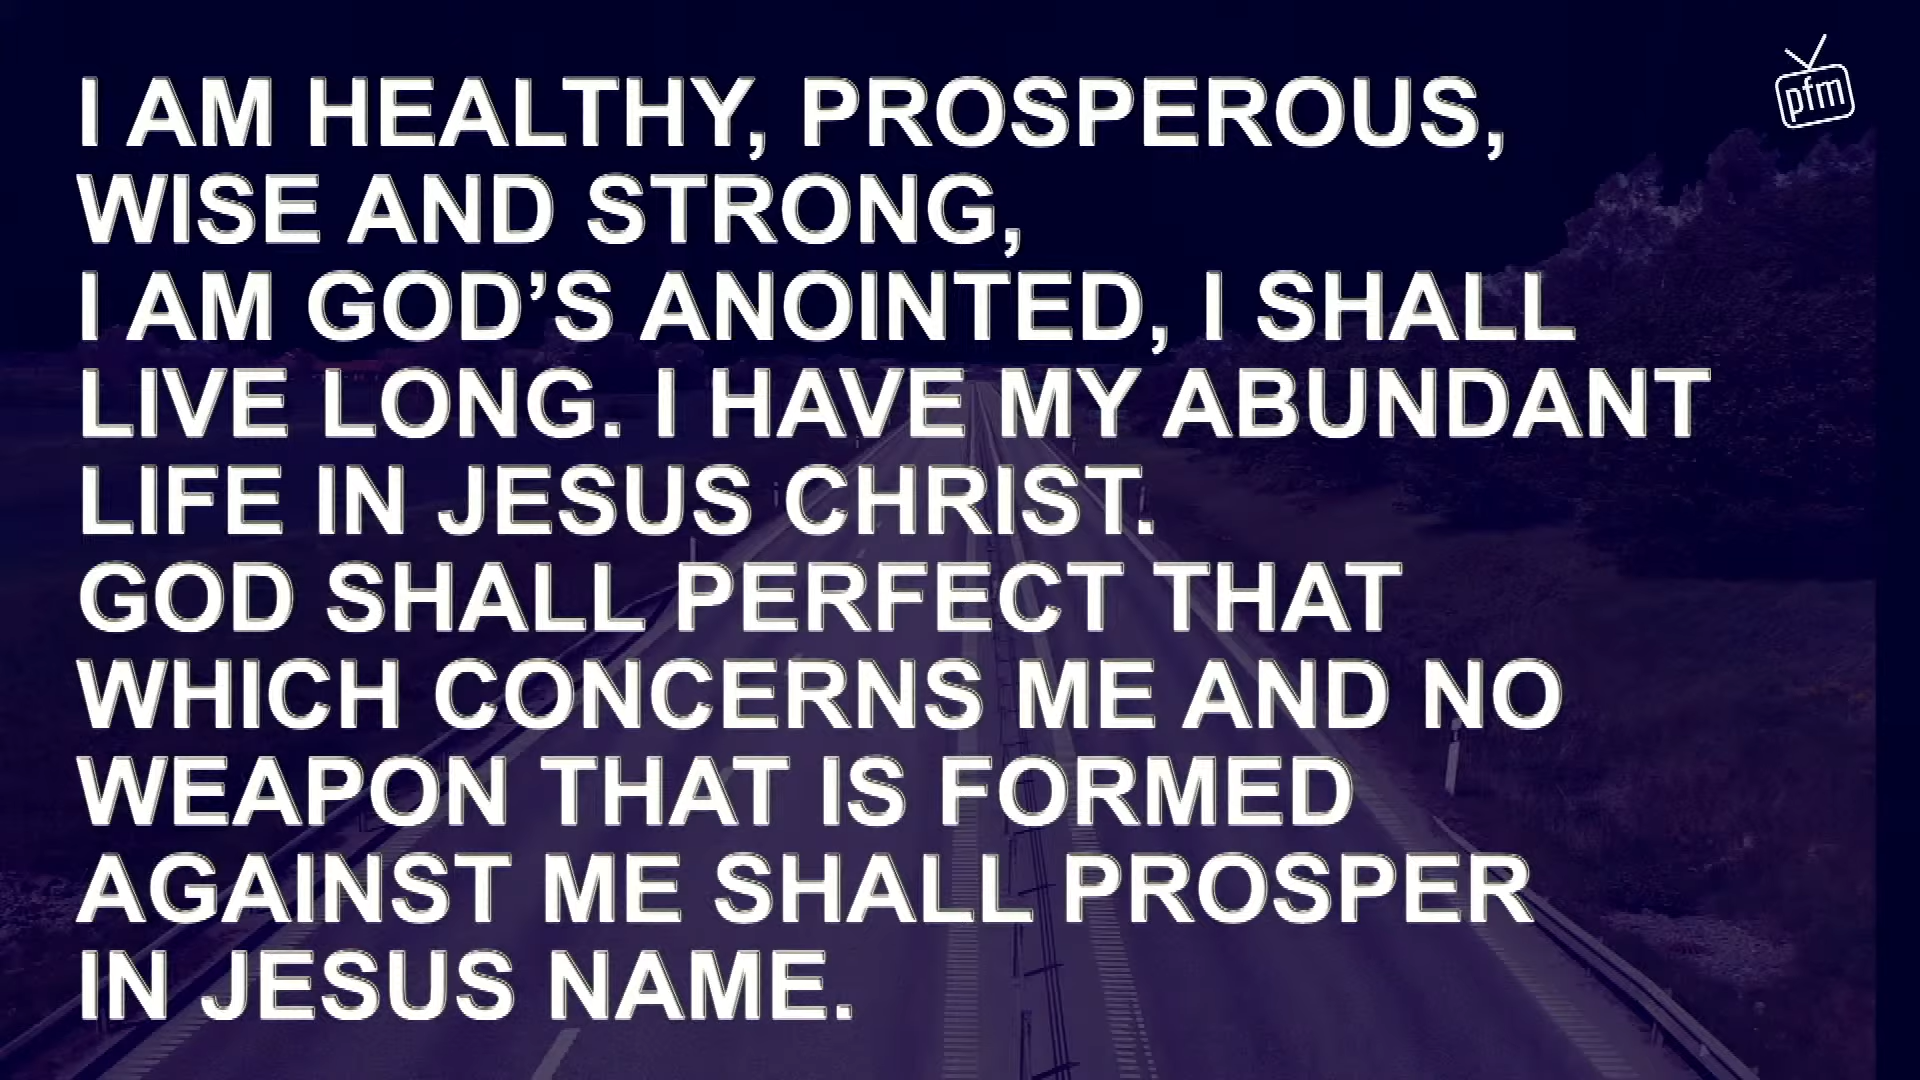 I AM HEALTHY, PROSPEROUS,
WISE AND STRONG,
I AM GOD’S ANOINTED, I SHALL
LIVE LONG. I HAVE MY ABUNDANT
LIFE IN JESUS CHRIST.
GOD SHALL PERFECT THAT
WHICH CONCERNS ME AND NO
WEAPON THAT IS FORMED
AGAINST ME SHALL PROSPER
IN JESUS NAME.
pfm